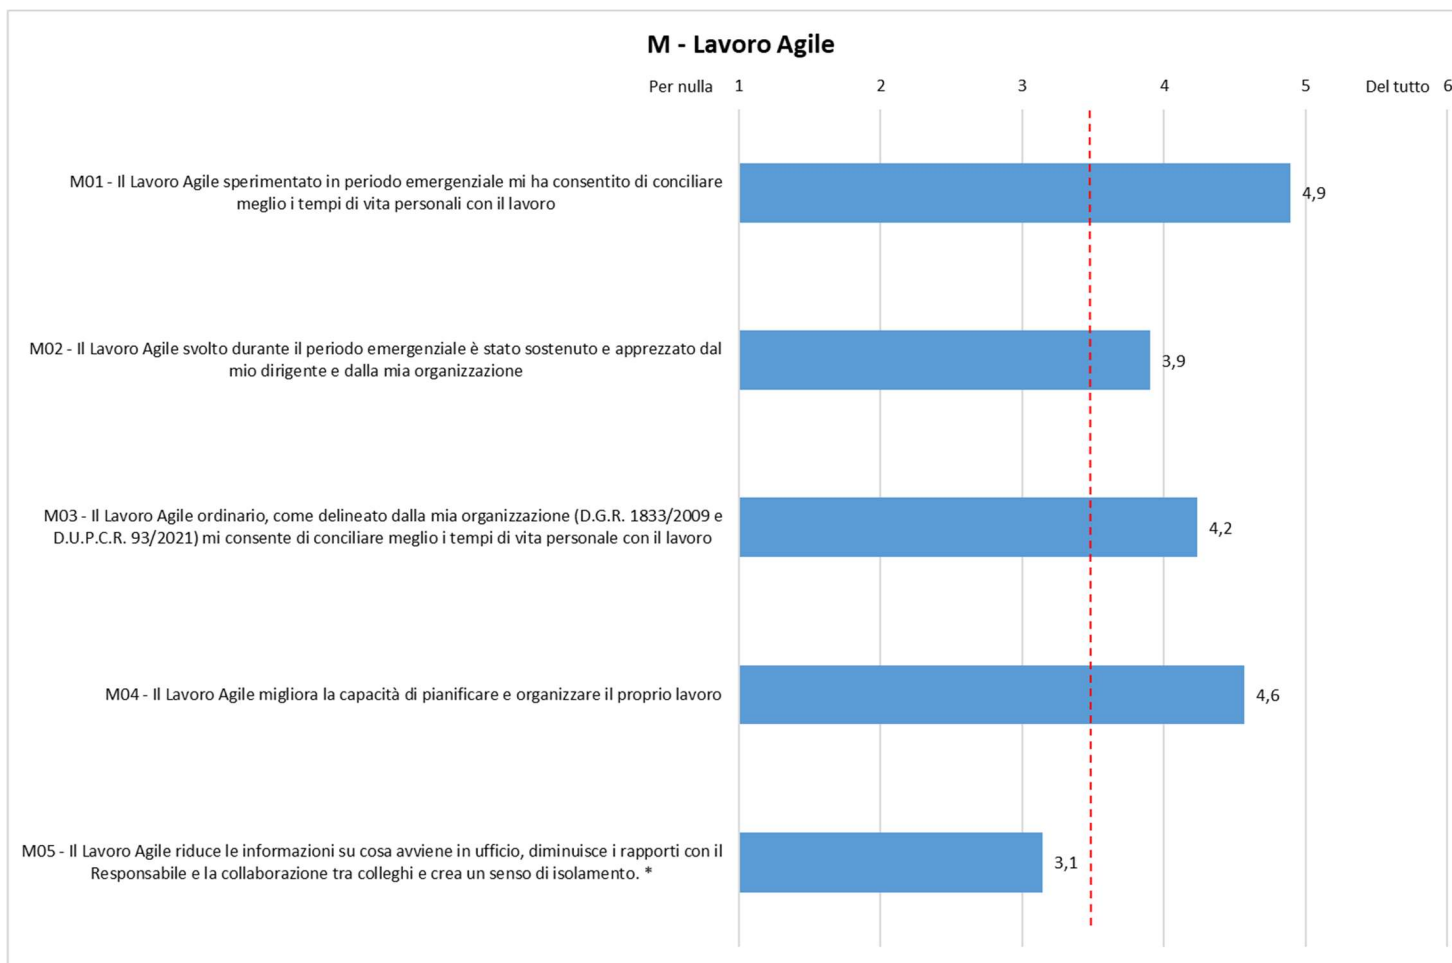 M - Lavoro Agile
Per nulla 1 2 3 4 5 Del tutto 6
M01 - Il Lavoro Agile sperimentato in periodo emergenziale mi ha consentito di conciliare
meglio i tempi di vita personali con il lavoro
4,9
M02 - Il Lavoro Agile svolto durante il periodo emergenziale è stato sostenuto e apprezzato dal
mio dirigente e dalla mia organizzazione
3,9
M03 - Il Lavoro Agile ordinario, come delineato dalla mia organizzazione (D.G.R. 1833/2009 e
D.U.P.C.R. 93/2021) mi consente di conciliare meglio i tempi di vita personale con il lavoro
4,2
M04 - Il Lavoro Agile migliora la capacità di pianificare e organizzare il proprio lavoro
4,6
M05 - Il Lavoro Agile riduce le informazioni su cosa avviene in ufficio, diminuisce i rapporti con il
Responsabile e la collaborazione tra colleghi e crea un senso di isolamento. *
3,1